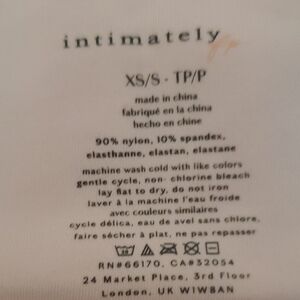 intimately fp
XS/S - TP/P
made in china
fabriqué en la china
hecho en chine
90% nylon, 10% spandex,
elasthanne, elastan, elastane
machine wash cold with like colors
gentle cycle, non- chlorine bleach
lay flat to dry, do not iron
laver à la machine l'eau froide
avec couleurs similaires
cycle délica, eau de avel sans chlore,
faire sécher à plat, ne pas repasser
RN#66170, CA#32054
24 Market Place, 3rd Floor
London, UK W1WBAN